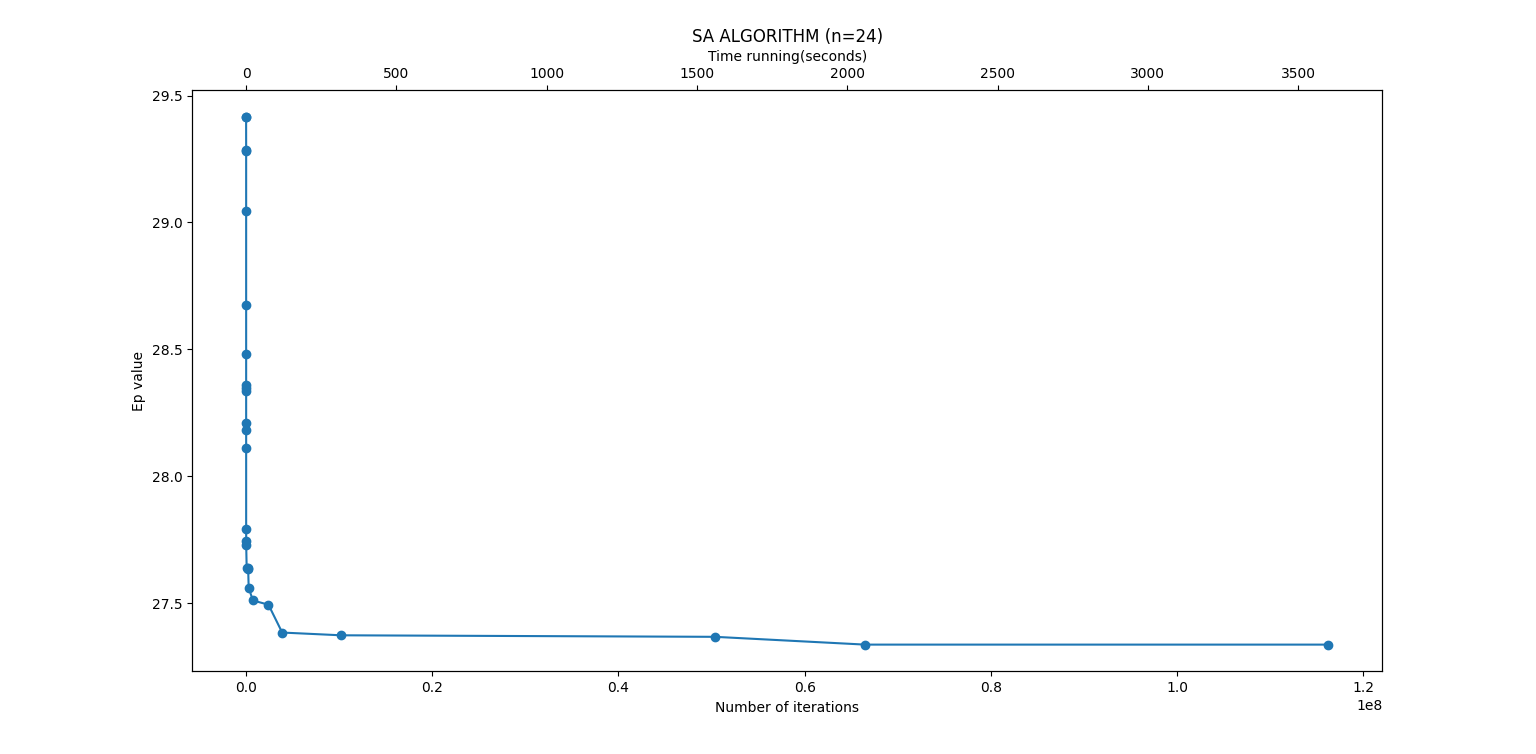 SA ALGORITHM (n=24)
Time running(seconds)
0 500 1000 1500 2000 2500 3000 3500
29.5
29.0
28.5
28.0
27.5
Ep value
0.0 0.2 0.4 0.6 0.8 1.0 1.2
1e8
Number of iterations